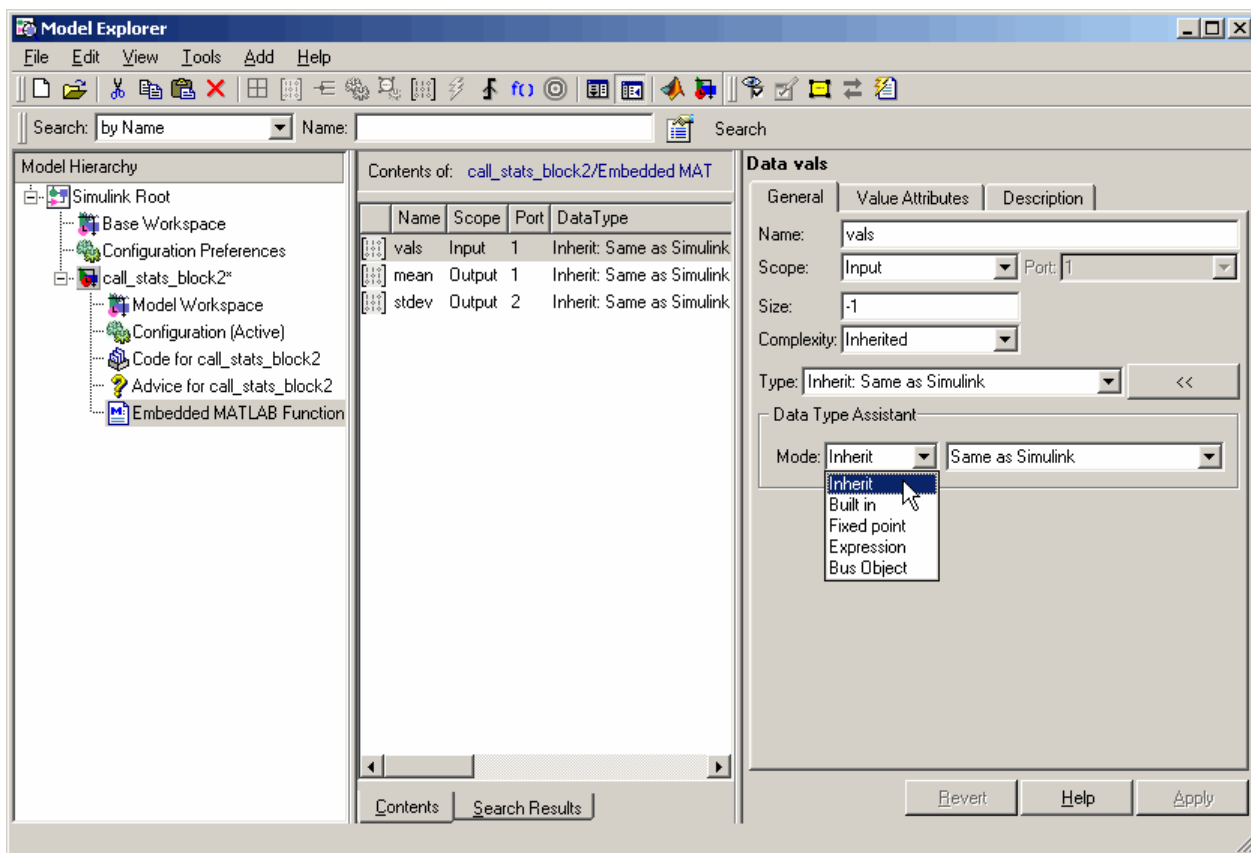 Model Explorer
File Edit View Tools Add Help
f()
Search: by Name Name: Search
Model Hierarchy
Simulink Root
Base Workspace
Configuration Preferences
call_stats_block2*
Model Workspace
Configuration (Active)
Code for call_stats_block2
Advice for call_stats_block2
Embedded MATLAB Function
Contents of: call_stats_block2/Embedded MAT
Name Scope Port DataType
vals Input 1 Inherit: Same as Simulink
mean Output 1 Inherit: Same as Simulink
stdev Output 2 Inherit: Same as Simulink
Contents Search Results
Data vals
General Value Attributes Description
Name: vals
Scope: Input Port: 1
Size: -1
Complexity: Inherited
Type: Inherit: Same as Simulink <<
Data Type Assistant
Mode: Inherit Same as Simulink
Inherit
Built in
Fixed point
Expression
Bus Object
Revert Help Apply